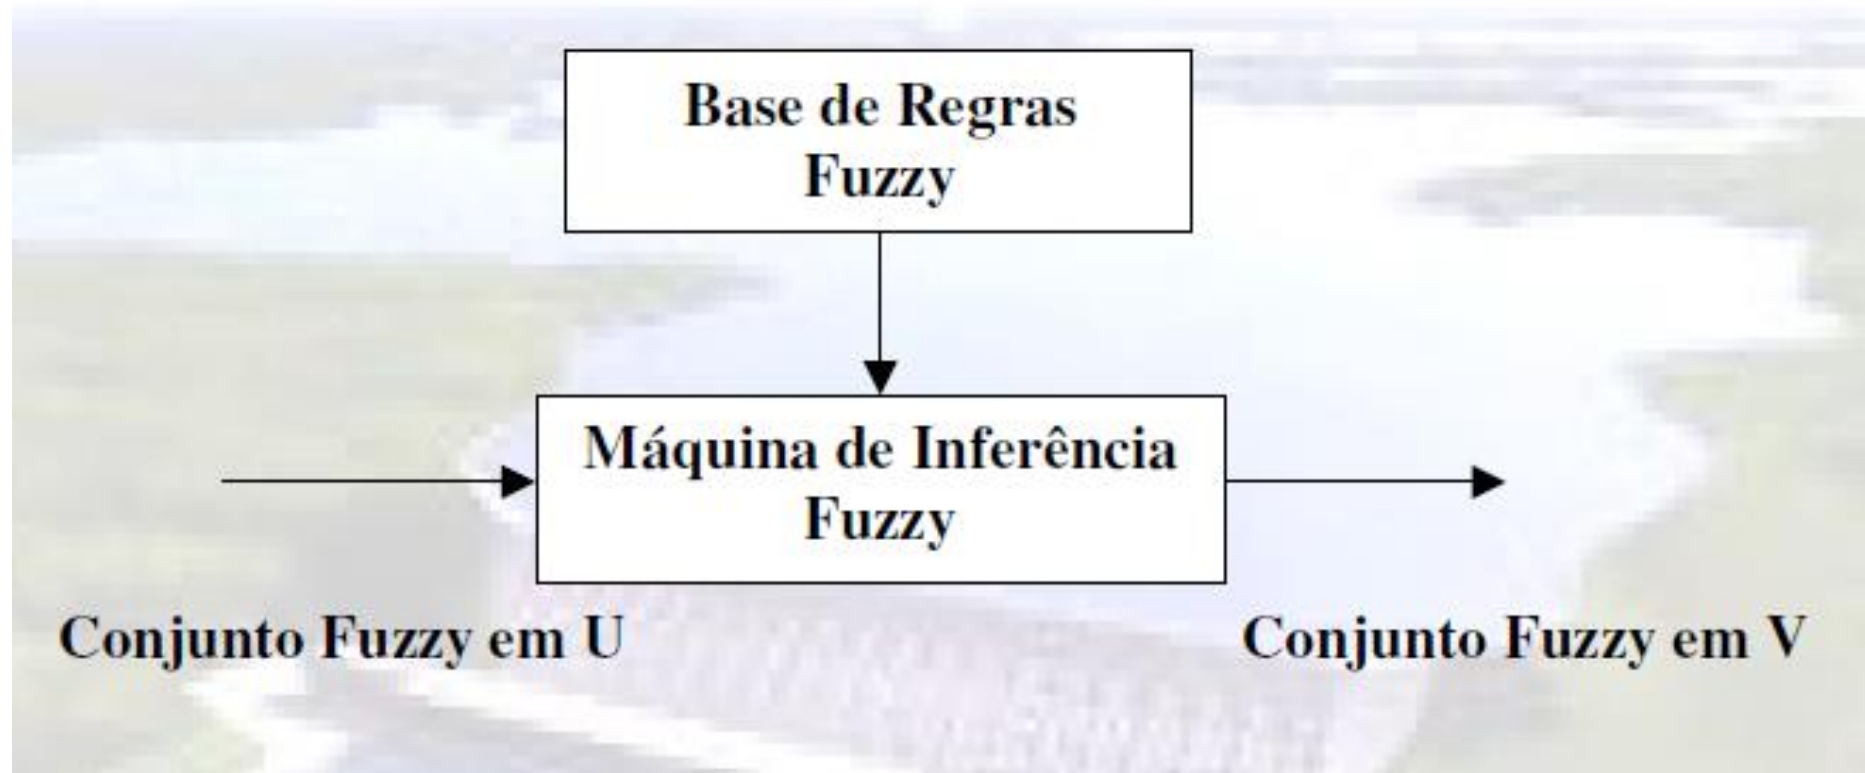 Base de Regras
Fuzzy
Máquina de Inferência
Fuzzy
Conjunto Fuzzy em U
Conjunto Fuzzy em V